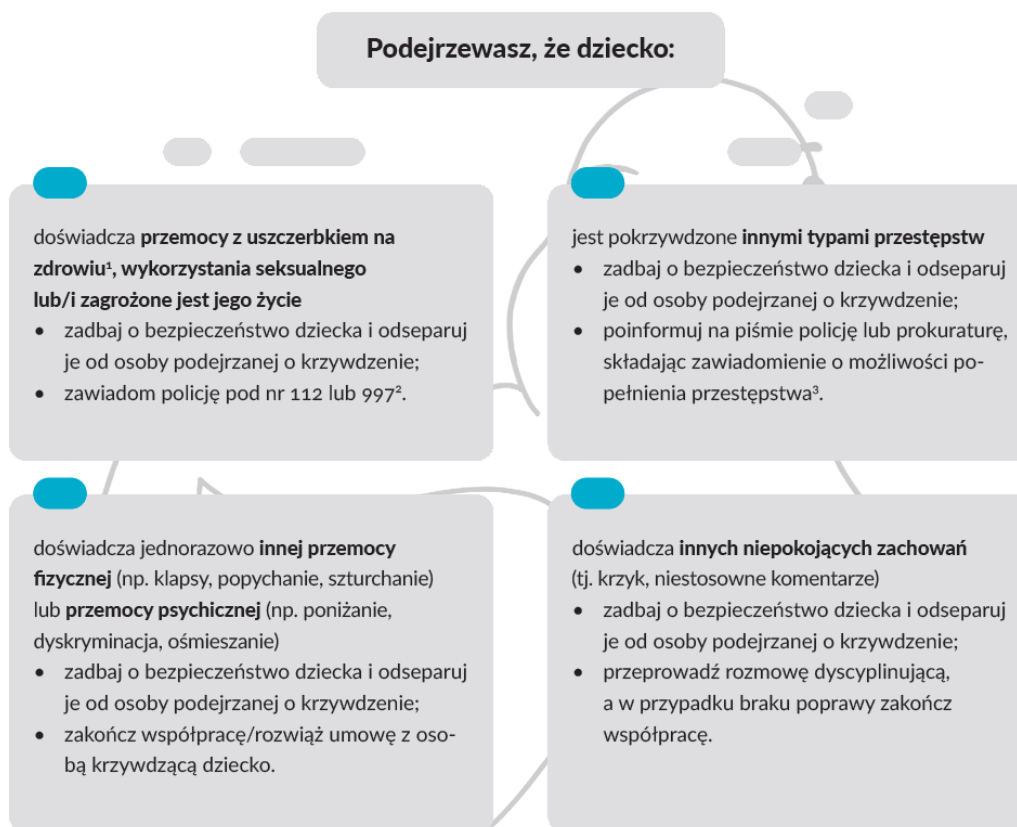 Podejrzewasz, że dziecko:
doświadcza przemocy z uszczerbkiem na
zdrowiu¹, wykorzystania seksualnego
lub/i zagrożone jest jego życie
• zadbaj o bezpieczeństwo dziecka i odseparuj
je od osoby podejrzanej o krzywdzenie;
• zawiadom policję pod nr 112 lub 997².
jest pokrzywdzone innymi typami przestępstw
• zadbaj o bezpieczeństwo dziecka i odseparuj
je od osoby podejrzanej o krzywdzenie;
• poinformuj na piśmie policję lub prokuraturę,
składając zawiadomienie o możliwości po-
pełnienia przestępstwa³.
doświadcza jednorazowo innej przemocy
fizycznej (np. klapsy, popychanie, szturchanie)
lub przemocy psychicznej (np. poniżanie,
dyskryminacja, ośmieszanie)
• zadbaj o bezpieczeństwo dziecka i odseparuj
je od osoby podejrzanej o krzywdzenie;
• zakończ współpracę/rozwiąż umowę z oso-
bą krzywdzącą dziecko.
doświadcza innych niepokojących zachowań
(tj. krzyk, niestosowne komentarze)
• zadbaj o bezpieczeństwo dziecka i odseparuj
je od osoby podejrzanej o krzywdzenie;
• przeprowadź rozmowę dyscyplinującą,
a w przypadku braku poprawy zakończ
współpracę.